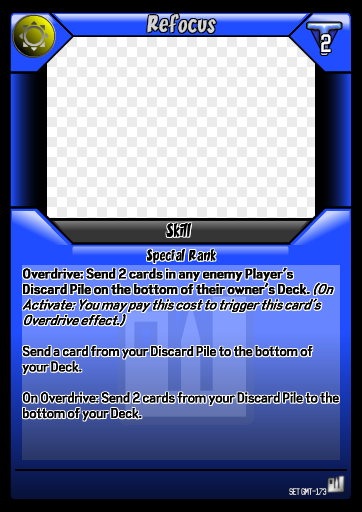 Refocus
2
Skill
Special Rank
Overdrive: Send 2 cards in any enemy Player's
Discard Pile on the bottom of their owner's Deck. (On
Activate: You may pay this cost to trigger this card's
Overdrive effect.)
Send a card from your Discard Pile to the bottom of
your Deck.
On Overdrive: Send 2 cards from your Discard Pile to the
bottom of your Deck.
SET GMT-173